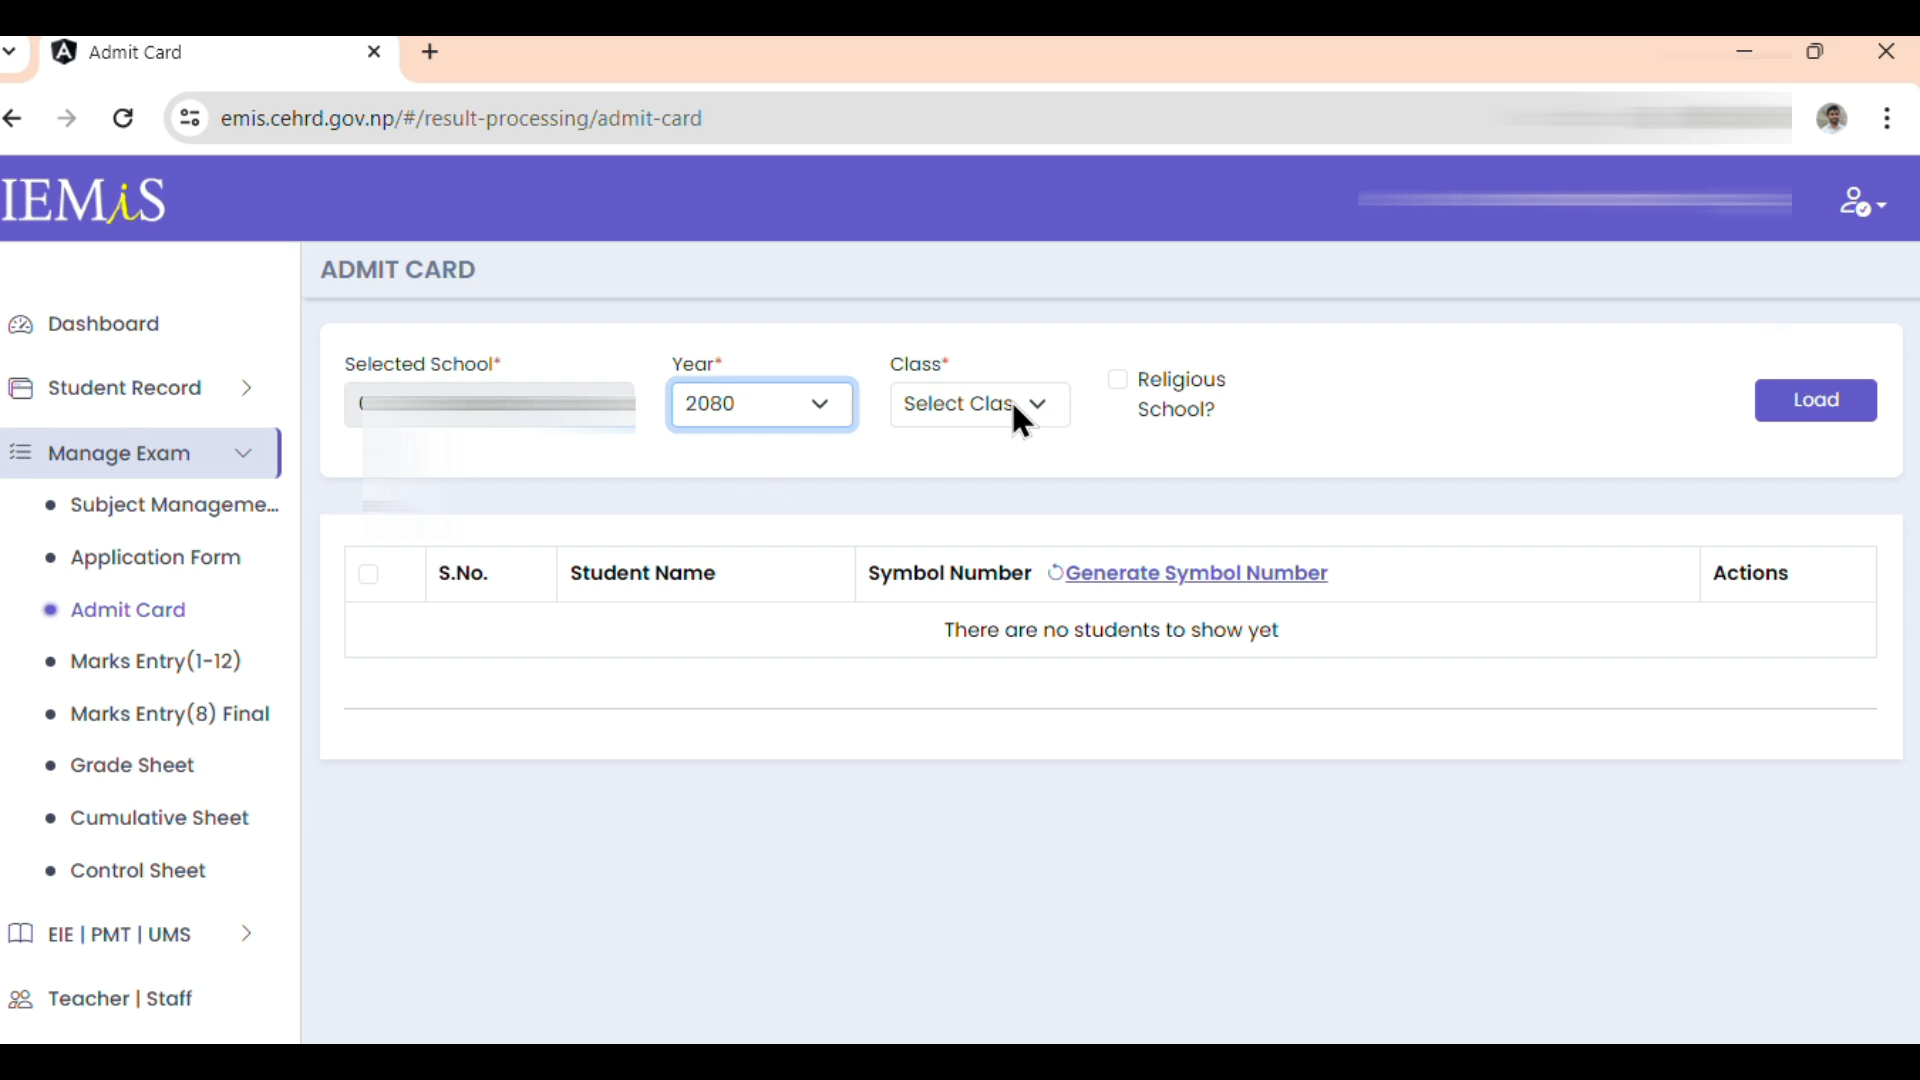 Admit Card
emis.cehrd.gov.np/#/result-processing/admit-card
IEMiS
ADMIT CARD
Dashboard
Student Record
Manage Exam
Subject Manageme...
Application Form
Admit Card
Marks Entry(1-12)
Marks Entry(8) Final
Grade Sheet
Cumulative Sheet
Control Sheet
EIE | PMT | UMS
Teacher | Staff
Selected School* Year* Class*
2080 Select Clas
Religious
School?
Load
S.No. Student Name Symbol Number Generate Symbol Number Actions
There are no students to show yet